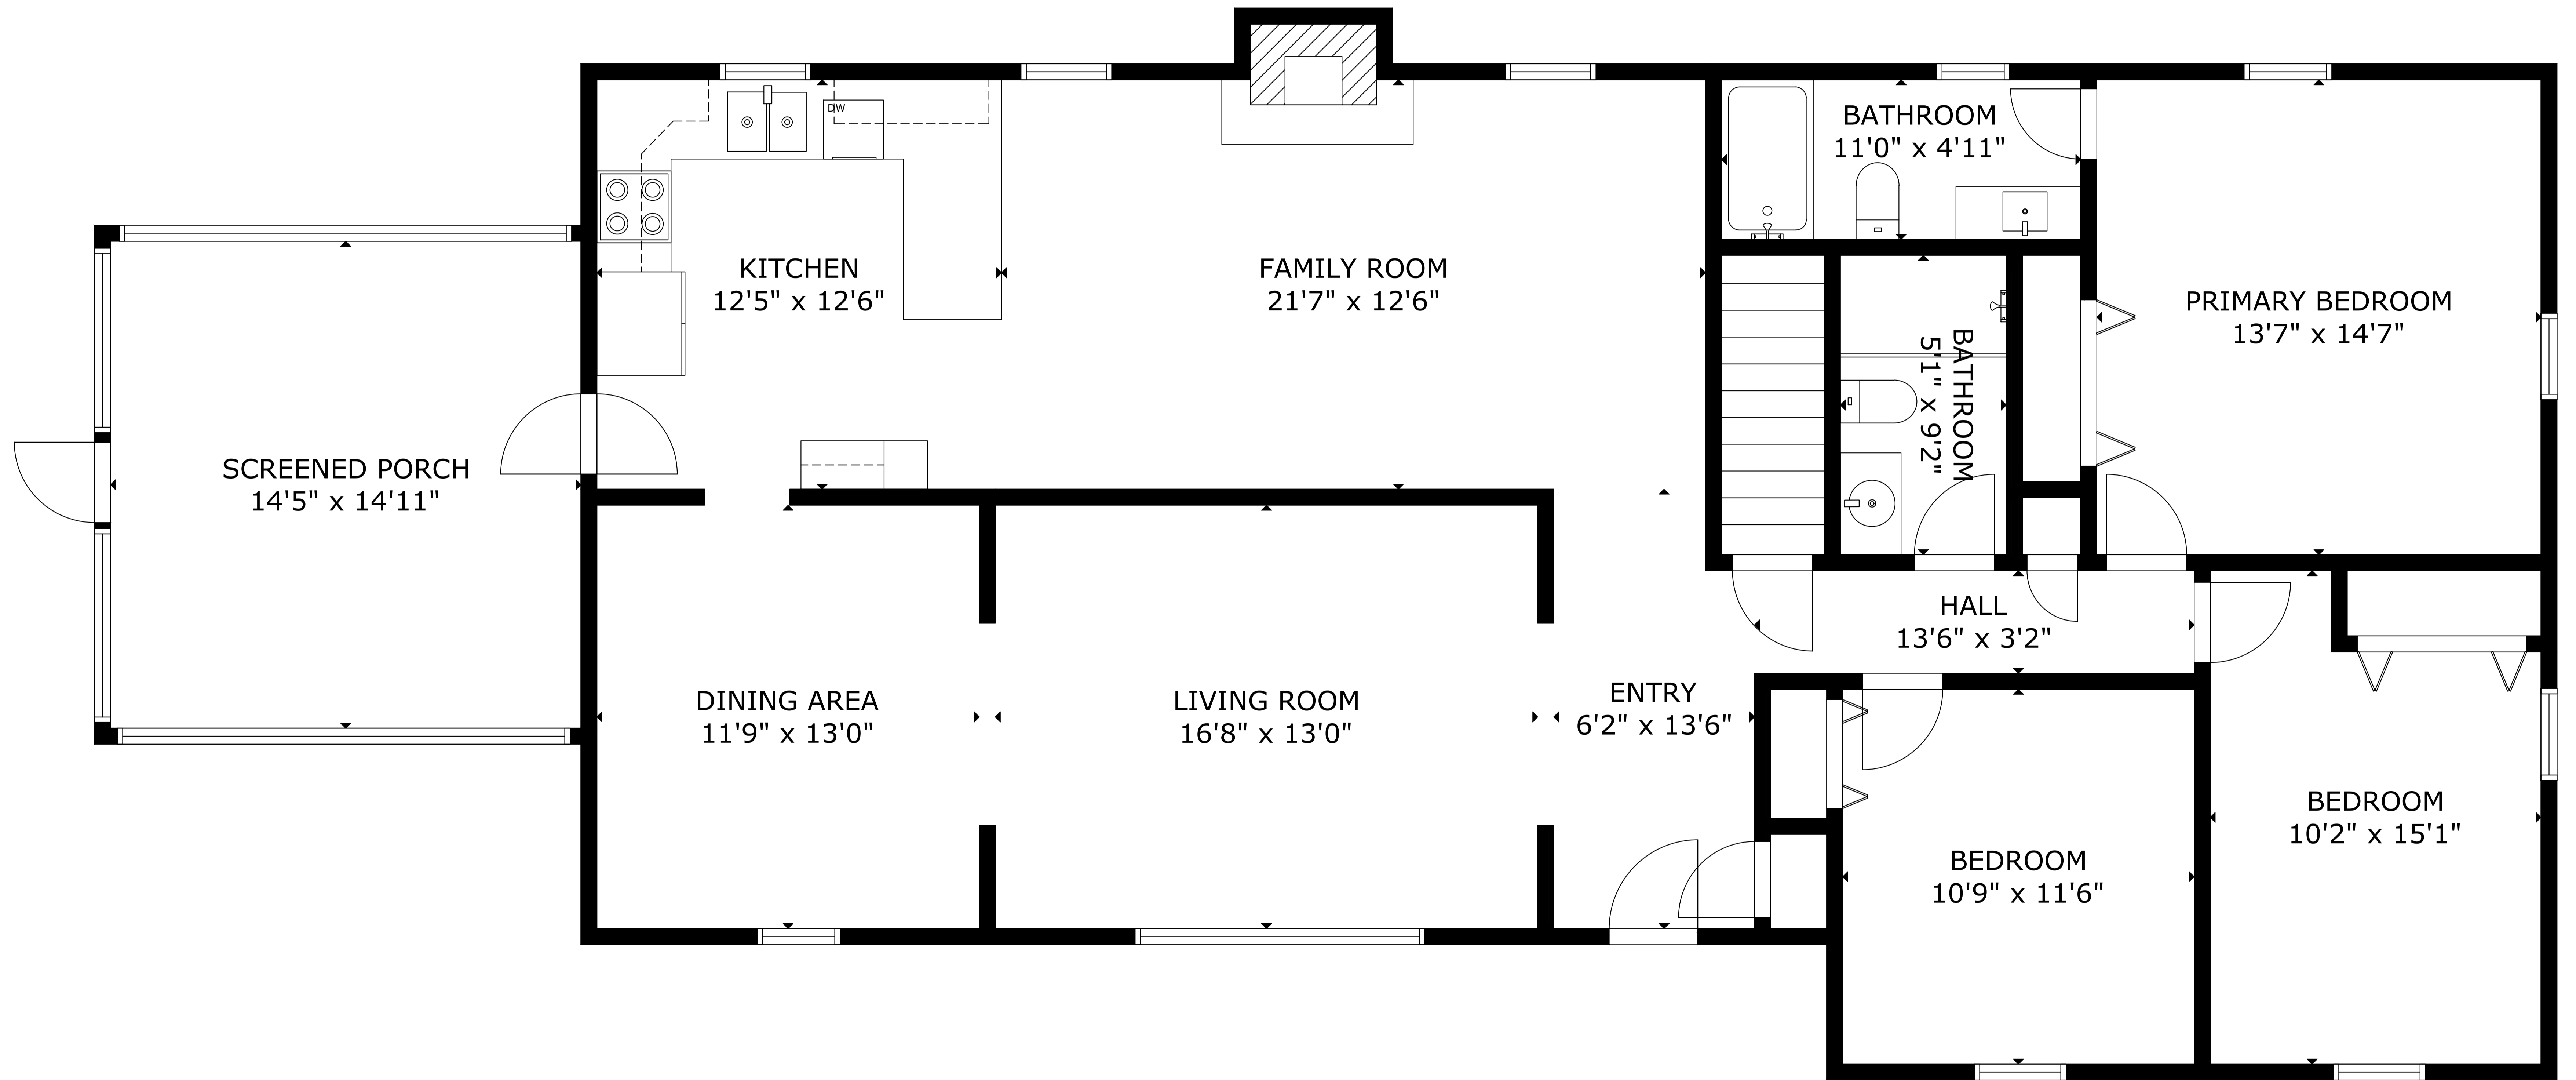 DW
BATHROOM
11'0" x 4'11"
KITCHEN
12'5" x 12'6"
FAMILY ROOM
21'7" x 12'6"
PRIMARY BEDROOM
13'7" x 14'7"
BATHROOM
5'1" x 9'2"
SCREENED PORCH
14'5" x 14'11"
HALL
13'6" x 3'2"
DINING AREA
11'9" x 13'0"
LIVING ROOM
16'8" x 13'0"
ENTRY
6'2" x 13'6"
BEDROOM
10'9" x 11'6"
BEDROOM
10'2" x 15'1"